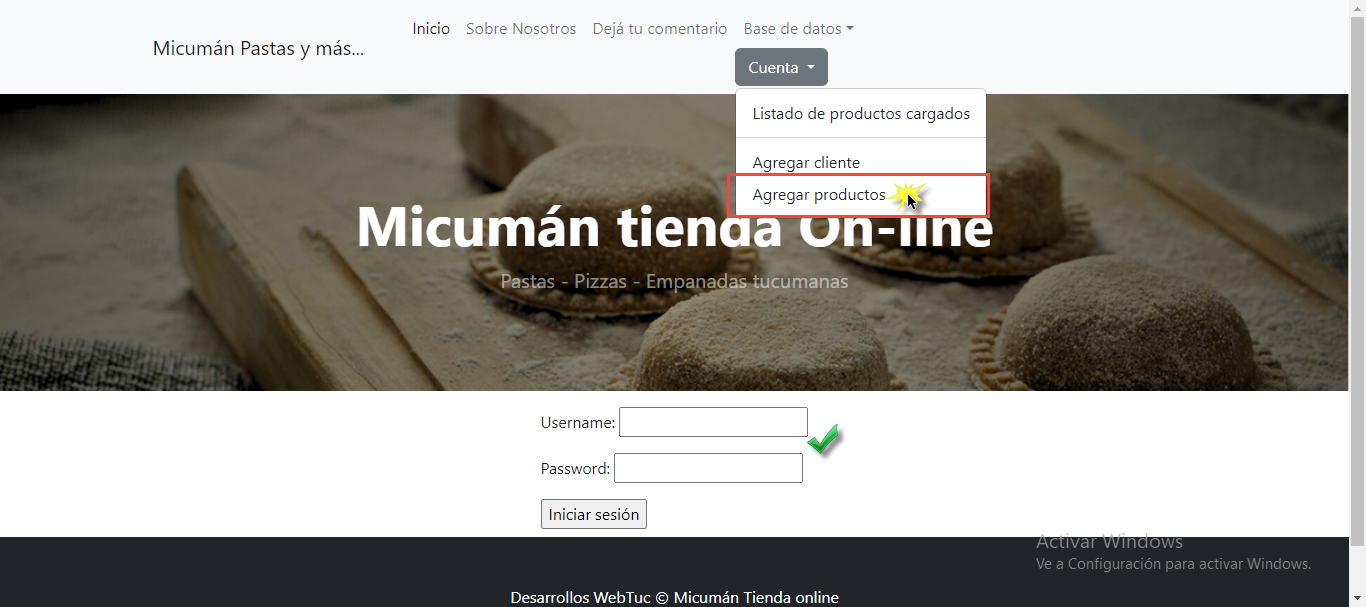 Inicio Sobre Nosotros Dejá tu comentario Base de datos
Micumán Pastas y más...
Cuenta
Listado de productos cargados
Agregar cliente
Agregar productos
Micumán tienda On-line
Pastas - Pizzas - Empanadas tucumanas
Username:
Password:
Iniciar sesión
Activar Windows
Ve a Configuración para activar Windows.
Desarrollos WebTuc © Micumán Tienda online